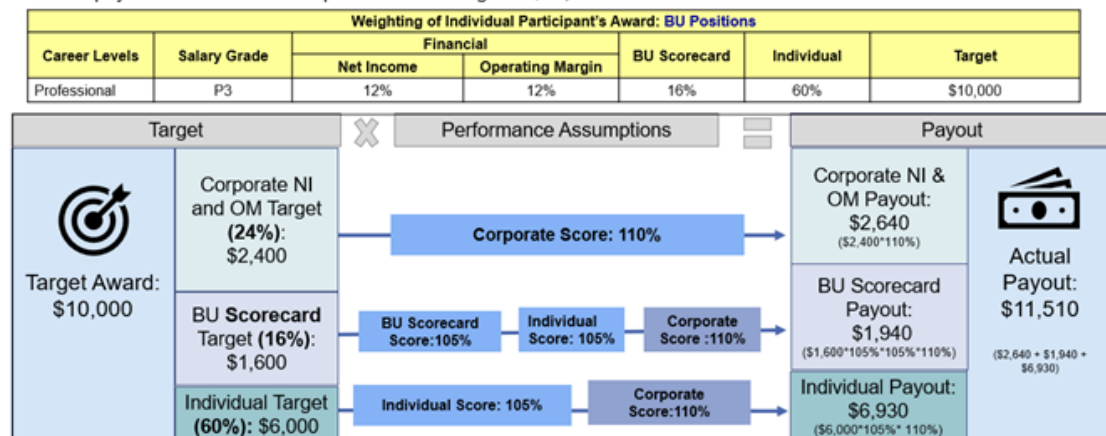 Weighting of Individual Participant's Award: BU Positions
Career Levels
Salary Grade
Financial
BU Scorecard
Individual
Target
Net Income
Operating Margin
Professional
P3
12%
12%
16%
60%
$10,000
Target
Performance Assumptions
Payout
Target Award:
$10,000
Corporate NI
and OM Target
(24%):
$2,400
Corporate Score: 110%
Corporate NI &
OM Payout:
$2,640
($2,400*110%)
BU Scorecard
Target (16%):
$1,600
BU Scorecard
Score:105%
Individual
Score: 105%
Corporate
Score :110%
BU Scorecard
Payout:
$1,940
($1,600*105%*105%*110%)
Individual Target
(60%): $6,000
Individual Score: 105%
Corporate
Score:110%
Individual Payout:
$6,930
($6,000*105%* 110%)
Actual
Payout:
$11,510
($2,640 + $1,940 +
$6,930)